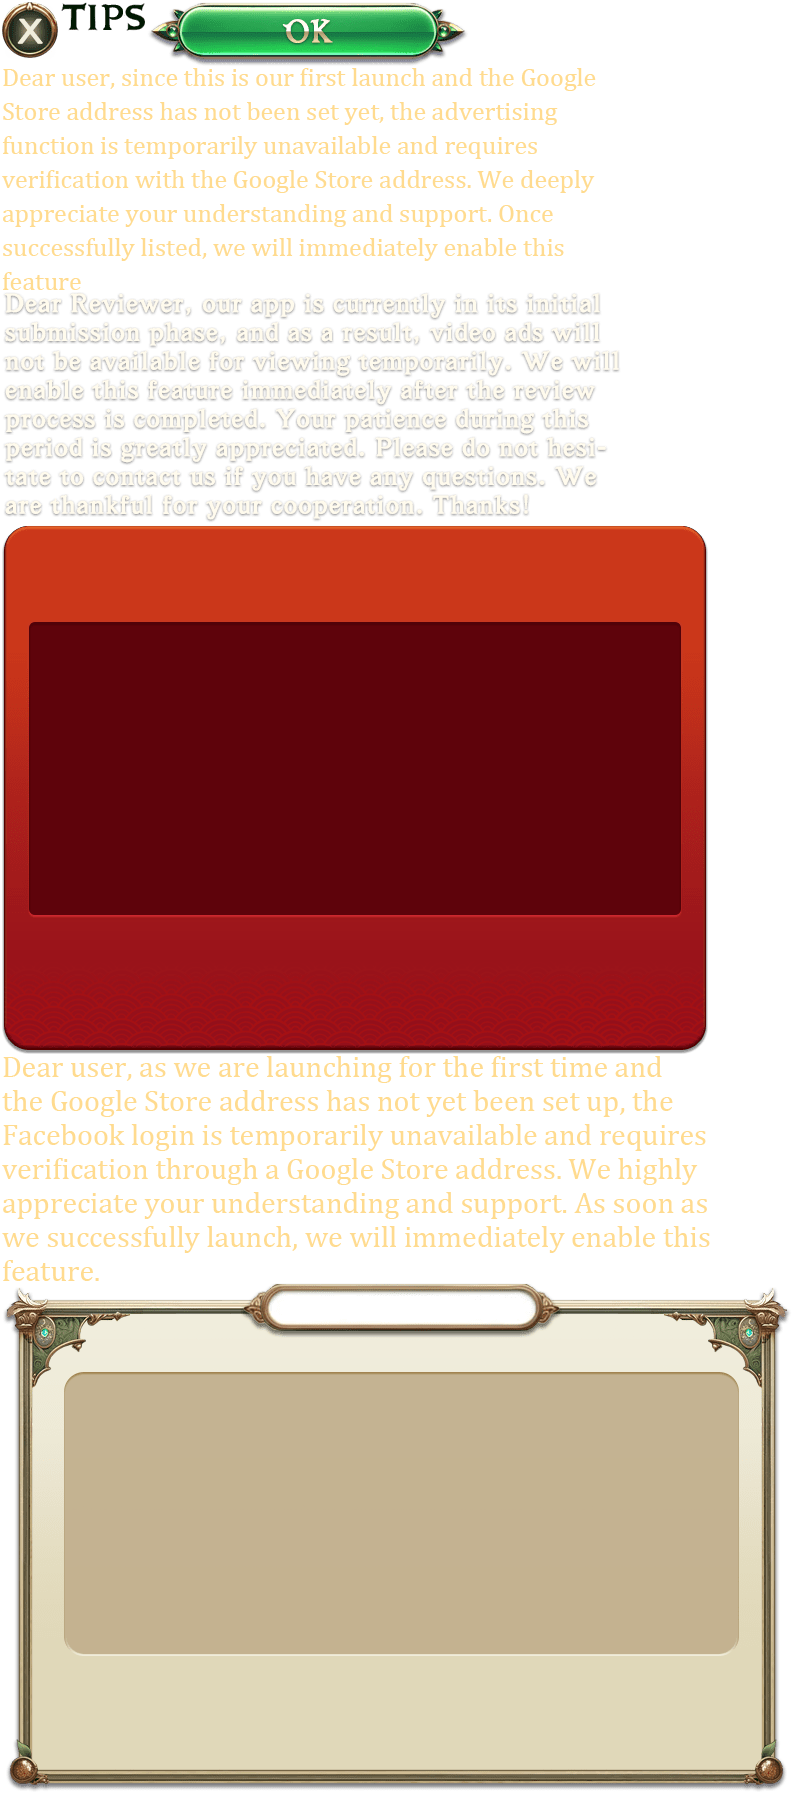 X TIPS OK
Dear user, since this is our first launch and the Google
Store address has not been set yet, the advertising
function is temporarily unavailable and requires
verification with the Google Store address. We deeply
appreciate your understanding and support. Once
successfully listed, we will immediately enable this
feature
Dear Reviewer, our app is currently in its initial
submission phase, and as a result, video ads will
not be available for viewing temporarily. We will
enable this feature immediately after the review
process is completed. Your patience during this
period is greatly appreciated. Please do not hesi-
tate to contact us if you have any questions. We
are thankful for your cooperation. Thanks!
Dear user, as we are launching for the first time and
the Google Store address has not yet been set up, the
Facebook login is temporarily unavailable and requires
verification through a Google Store address. We highly
appreciate your understanding and support. As soon as
we successfully launch, we will immediately enable this
feature.